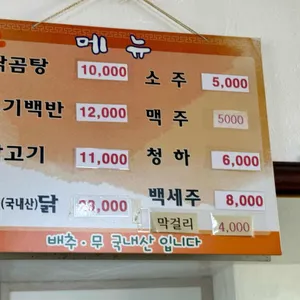 메 뉴
닭곰탕 10,000 소 주 5,000
기백반 12,000 맥 주 5000
고기 11,000 청 하 6,000
(국내산)닭 백세주 8,000
막걸리 4,000
배추·무 국내산 입니다